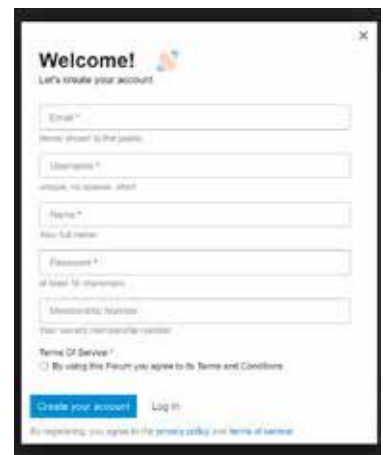 Welcome!
Let's create your account
Email *
Never shown to the public
Username *
unique, no spaces, short
Name *
Your full name
Password *
at least 10 characters
Membership Number
Your owners membership number
Terms Of Service *
By using this Forum you agree to its Terms and Conditions
Create your account Log In
By registering, you agree to the privacy policy and terms of service